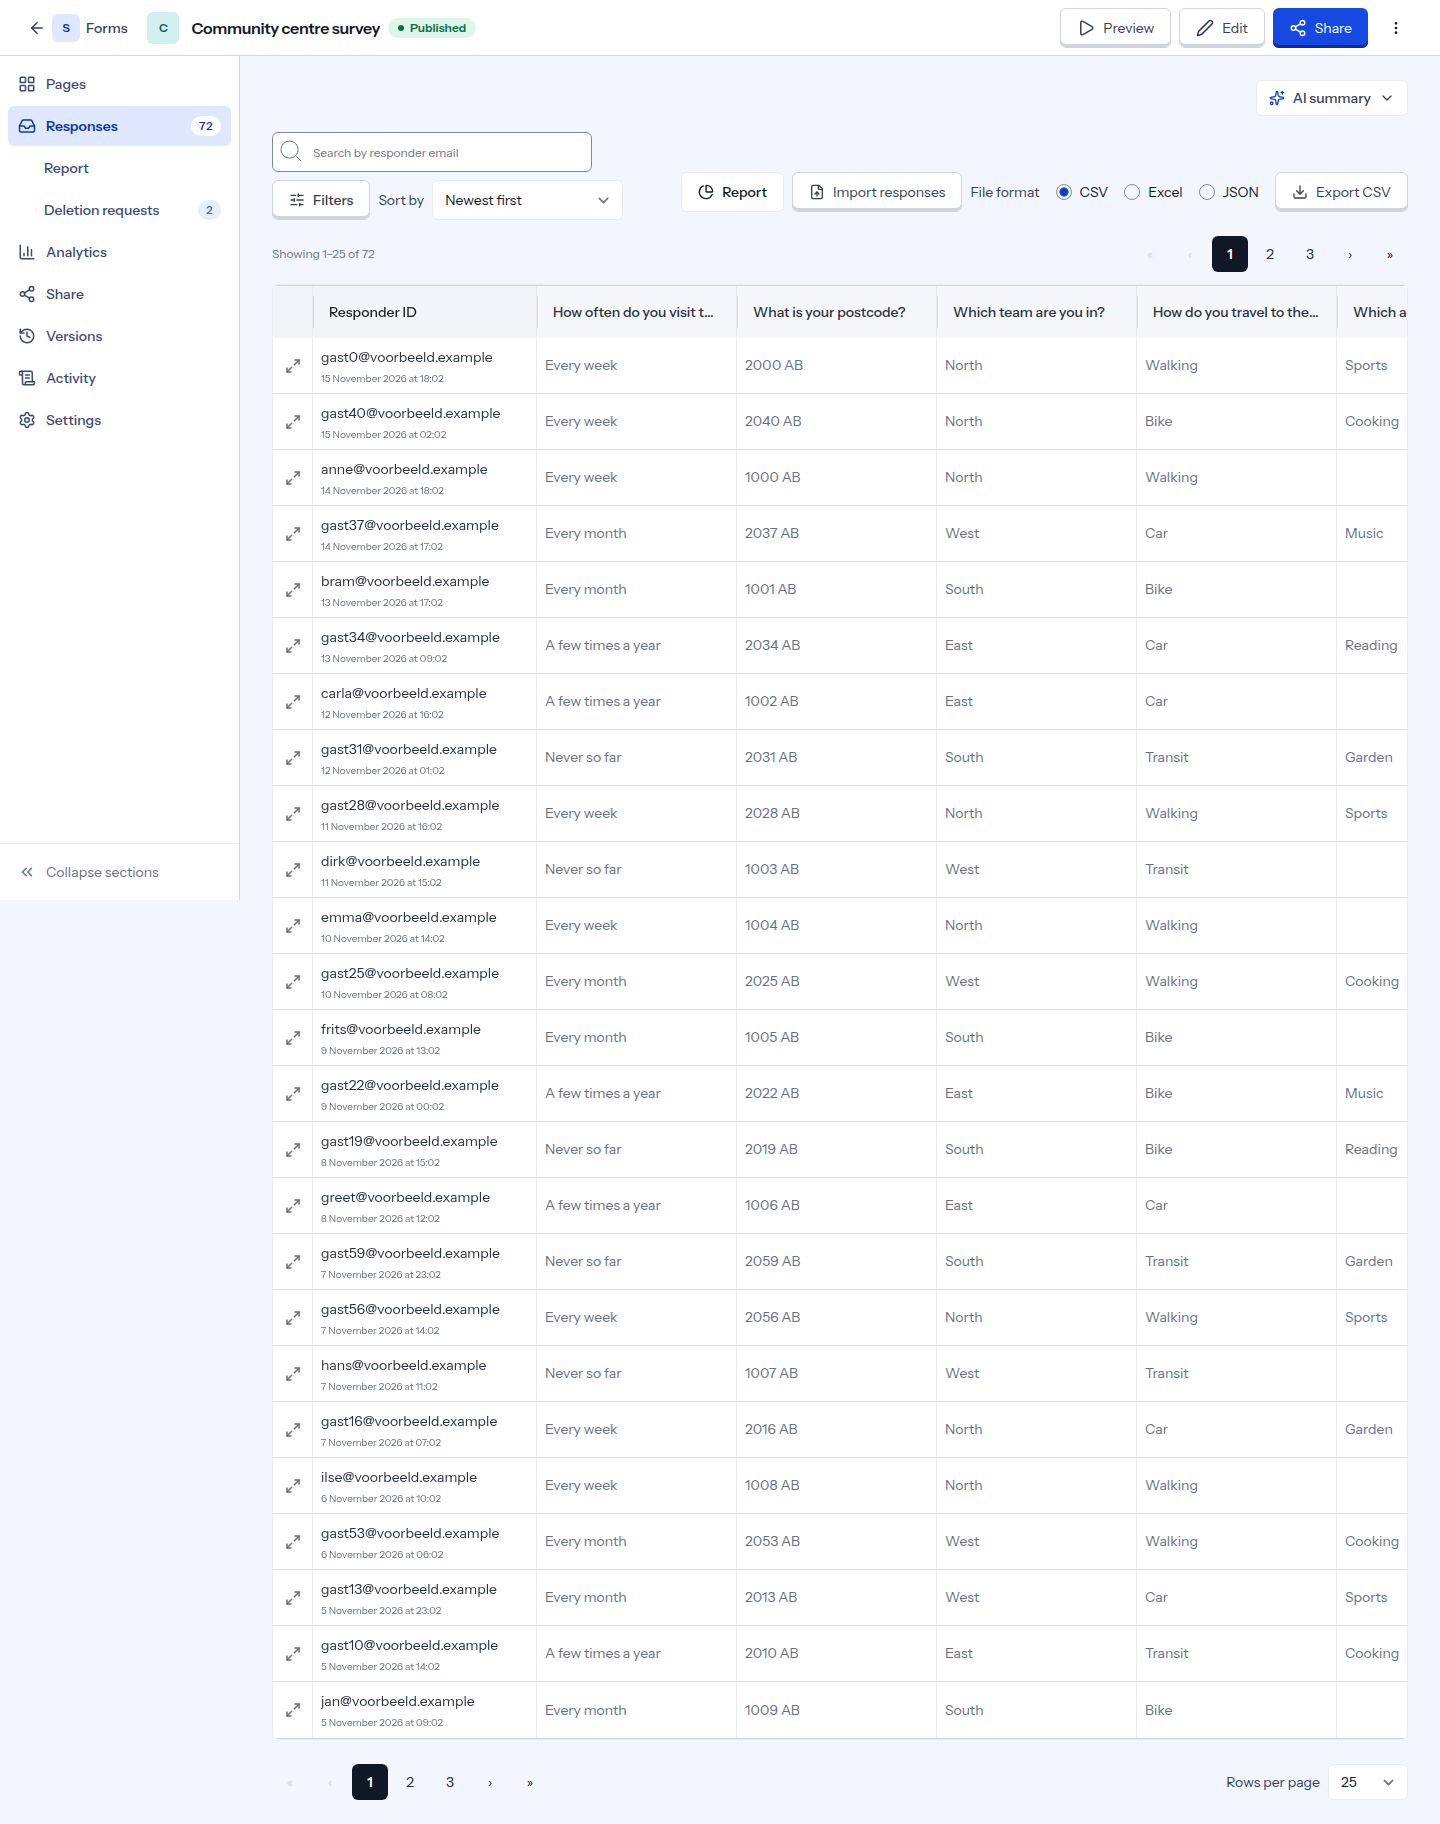 S Forms C Community centre survey Published Preview Edit Share
Pages
Responses 72
Report
Deletion requests 2
Analytics
Share
Versions
Activity
Settings
Collapse sections
AI summary
Search by responder email
Filters Sort by Newest first Report Import responses File format CSV Excel JSON Export CSV
Showing 1–25 of 72 « ‹ 1 2 3 › »
Responder ID How often do you visit t... What is your postcode? Which team are you in? How do you travel to the... Which a
gast0@voorbeeld.example
15 November 2026 at 18:02
Every week 2000 AB North Walking Sports
gast40@voorbeeld.example
15 November 2026 at 02:02
Every week 2040 AB North Bike Cooking
anne@voorbeeld.example
14 November 2026 at 18:02
Every week 1000 AB North Walking
gast37@voorbeeld.example
14 November 2026 at 17:02
Every month 2037 AB West Car Music
bram@voorbeeld.example
13 November 2026 at 17:02
Every month 1001 AB South Bike
gast34@voorbeeld.example
13 November 2026 at 09:02
A few times a year 2034 AB East Car Reading
carla@voorbeeld.example
12 November 2026 at 16:02
A few times a year 1002 AB East Car
gast31@voorbeeld.example
12 November 2026 at 01:02
Never so far 2031 AB South Transit Garden
gast28@voorbeeld.example
11 November 2026 at 16:02
Every week 2028 AB North Walking Sports
dirk@voorbeeld.example
11 November 2026 at 15:02
Never so far 1003 AB West Transit
emma@voorbeeld.example
10 November 2026 at 14:02
Every week 1004 AB North Walking
gast25@voorbeeld.example
10 November 2026 at 08:02
Every month 2025 AB West Walking Cooking
frits@voorbeeld.example
9 November 2026 at 13:02
Every month 1005 AB South Bike
gast22@voorbeeld.example
9 November 2026 at 00:02
A few times a year 2022 AB East Bike Music
gast19@voorbeeld.example
8 November 2026 at 15:02
Never so far 2019 AB South Bike Reading
greet@voorbeeld.example
8 November 2026 at 12:02
A few times a year 1006 AB East Car
gast59@voorbeeld.example
7 November 2026 at 23:02
Never so far 2059 AB South Transit Garden
gast56@voorbeeld.example
7 November 2026 at 14:02
Every week 2056 AB North Walking Sports
hans@voorbeeld.example
7 November 2026 at 11:02
Never so far 1007 AB West Transit
gast16@voorbeeld.example
7 November 2026 at 07:02
Every week 2016 AB North Car Garden
ilse@voorbeeld.example
6 November 2026 at 10:02
Every week 1008 AB North Walking
gast53@voorbeeld.example
6 November 2026 at 06:02
Every month 2053 AB West Walking Cooking
gast13@voorbeeld.example
5 November 2026 at 23:02
Every month 2013 AB West Car Sports
gast10@voorbeeld.example
5 November 2026 at 14:02
A few times a year 2010 AB East Transit Cooking
jan@voorbeeld.example
5 November 2026 at 09:02
Every month 1009 AB South Bike
« ‹ 1 2 3 › » Rows per page 25